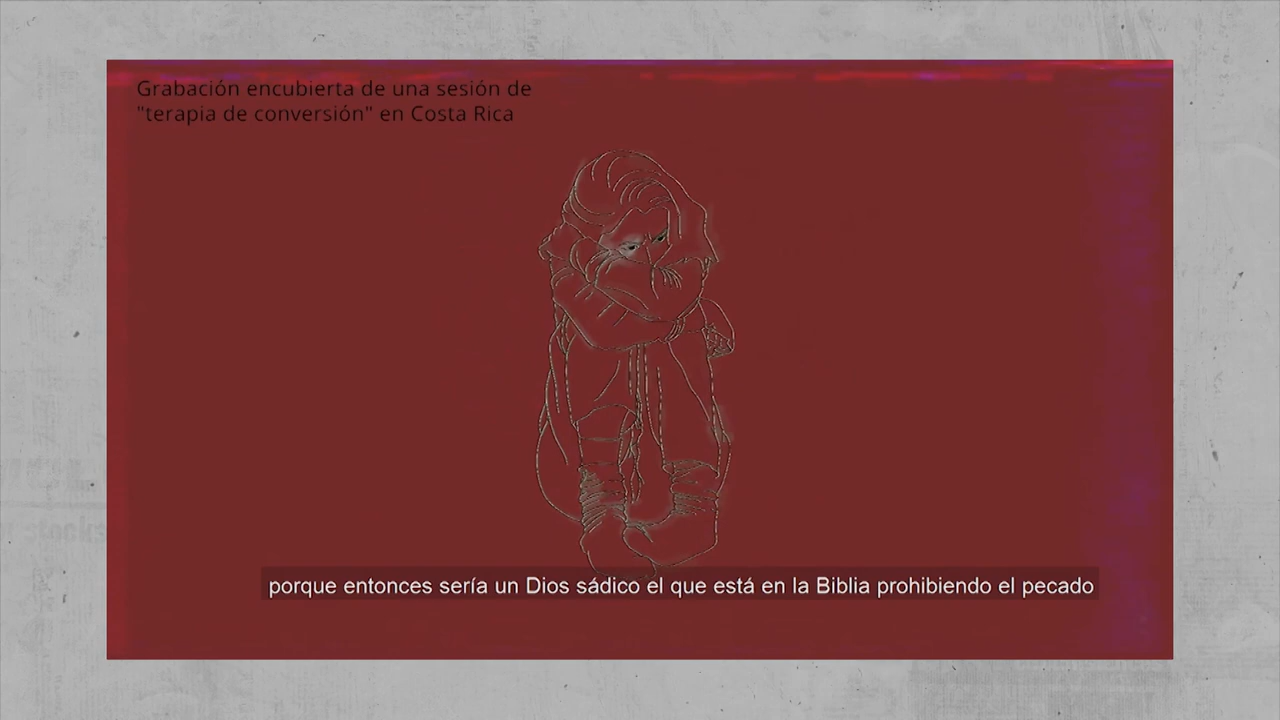 Grabación encubierta de una sesión de
"terapia de conversión" en Costa Rica
porque entonces sería un Dios sádico el que está en la Biblia prohibiendo el pecado